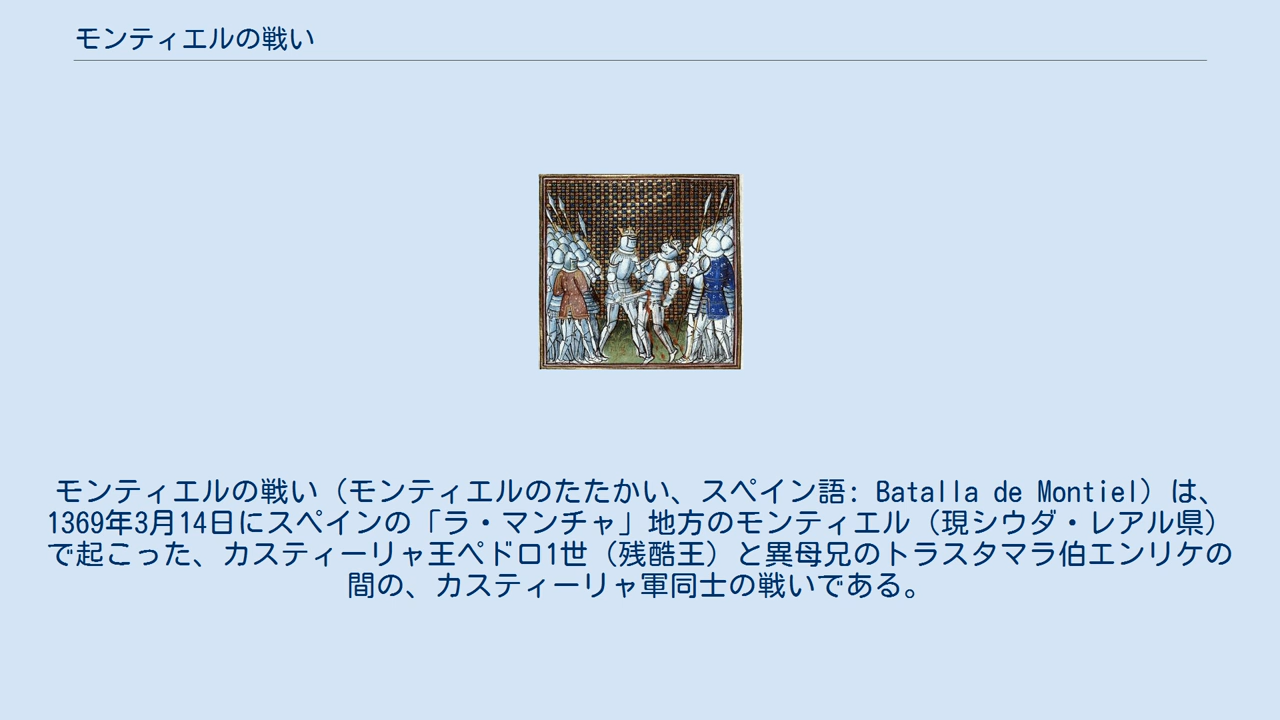 モンティエルの戦い
モンティエルの戦い（モンティエルのたたかい、スペイン語: Batalla de Montiel）は、
1369年3月14日にスペインの「ラ・マンチャ」地方のモンティエル（現シウダ・レアル県）
で起こった、カスティーリャ王ペドロ1世（残酷王）と異母兄のトラスタマラ伯エンリケの
間の、カスティーリャ軍同士の戦いである。